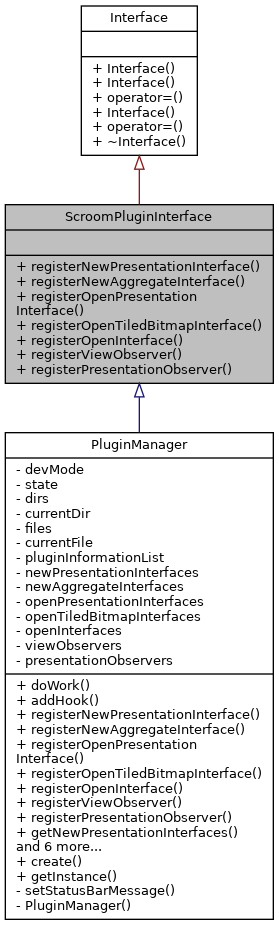 Interface
+ Interface()
+ Interface()
+ operator=()
+ Interface()
+ operator=()
+ ~Interface()
ScroomPluginInterface
+ registerNewPresentationInterface()
+ registerNewAggregateInterface()
+ registerOpenPresentation
Interface()
+ registerOpenTiledBitmapInterface()
+ registerOpenInterface()
+ registerViewObserver()
+ registerPresentationObserver()
PluginManager
- devMode
- state
- dirs
- currentDir
- files
- currentFile
- pluginInformationList
- newPresentationInterfaces
- newAggregateInterfaces
- openPresentationInterfaces
- openTiledBitmapInterfaces
- openInterfaces
- viewObservers
- presentationObservers
+ doWork()
+ addHook()
+ registerNewPresentationInterface()
+ registerNewAggregateInterface()
+ registerOpenPresentation
Interface()
+ registerOpenTiledBitmapInterface()
+ registerOpenInterface()
+ registerViewObserver()
+ registerPresentationObserver()
+ getNewPresentationInterfaces()
and 6 more...
+ create()
+ getInstance()
- setStatusBarMessage()
- PluginManager()